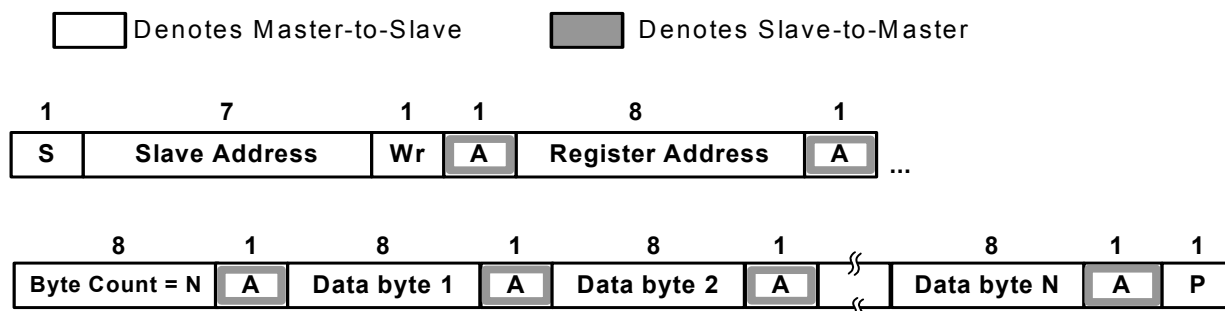 Denotes Master-to-Slave Denotes Slave-to-Master
1 7 1 1 8 1
S Slave Address Wr A Register Address A ...
8 1 8 1 8 1 8 1 1
Byte Count = N A Data byte 1 A Data byte 2 A Data byte N A P